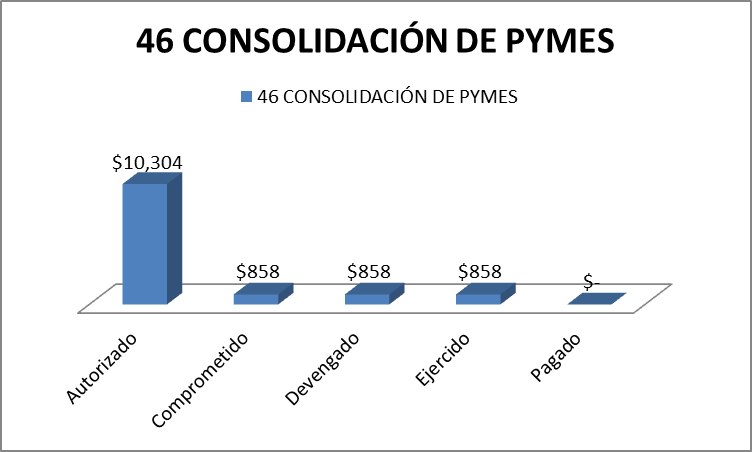 46 CONSOLIDACIÓN DE PYMES
46 CONSOLIDACIÓN DE PYMES
$10,304
$858
$858
$858
$-
Autorizado
Comprometido
Devengado
Ejercido
Pagado